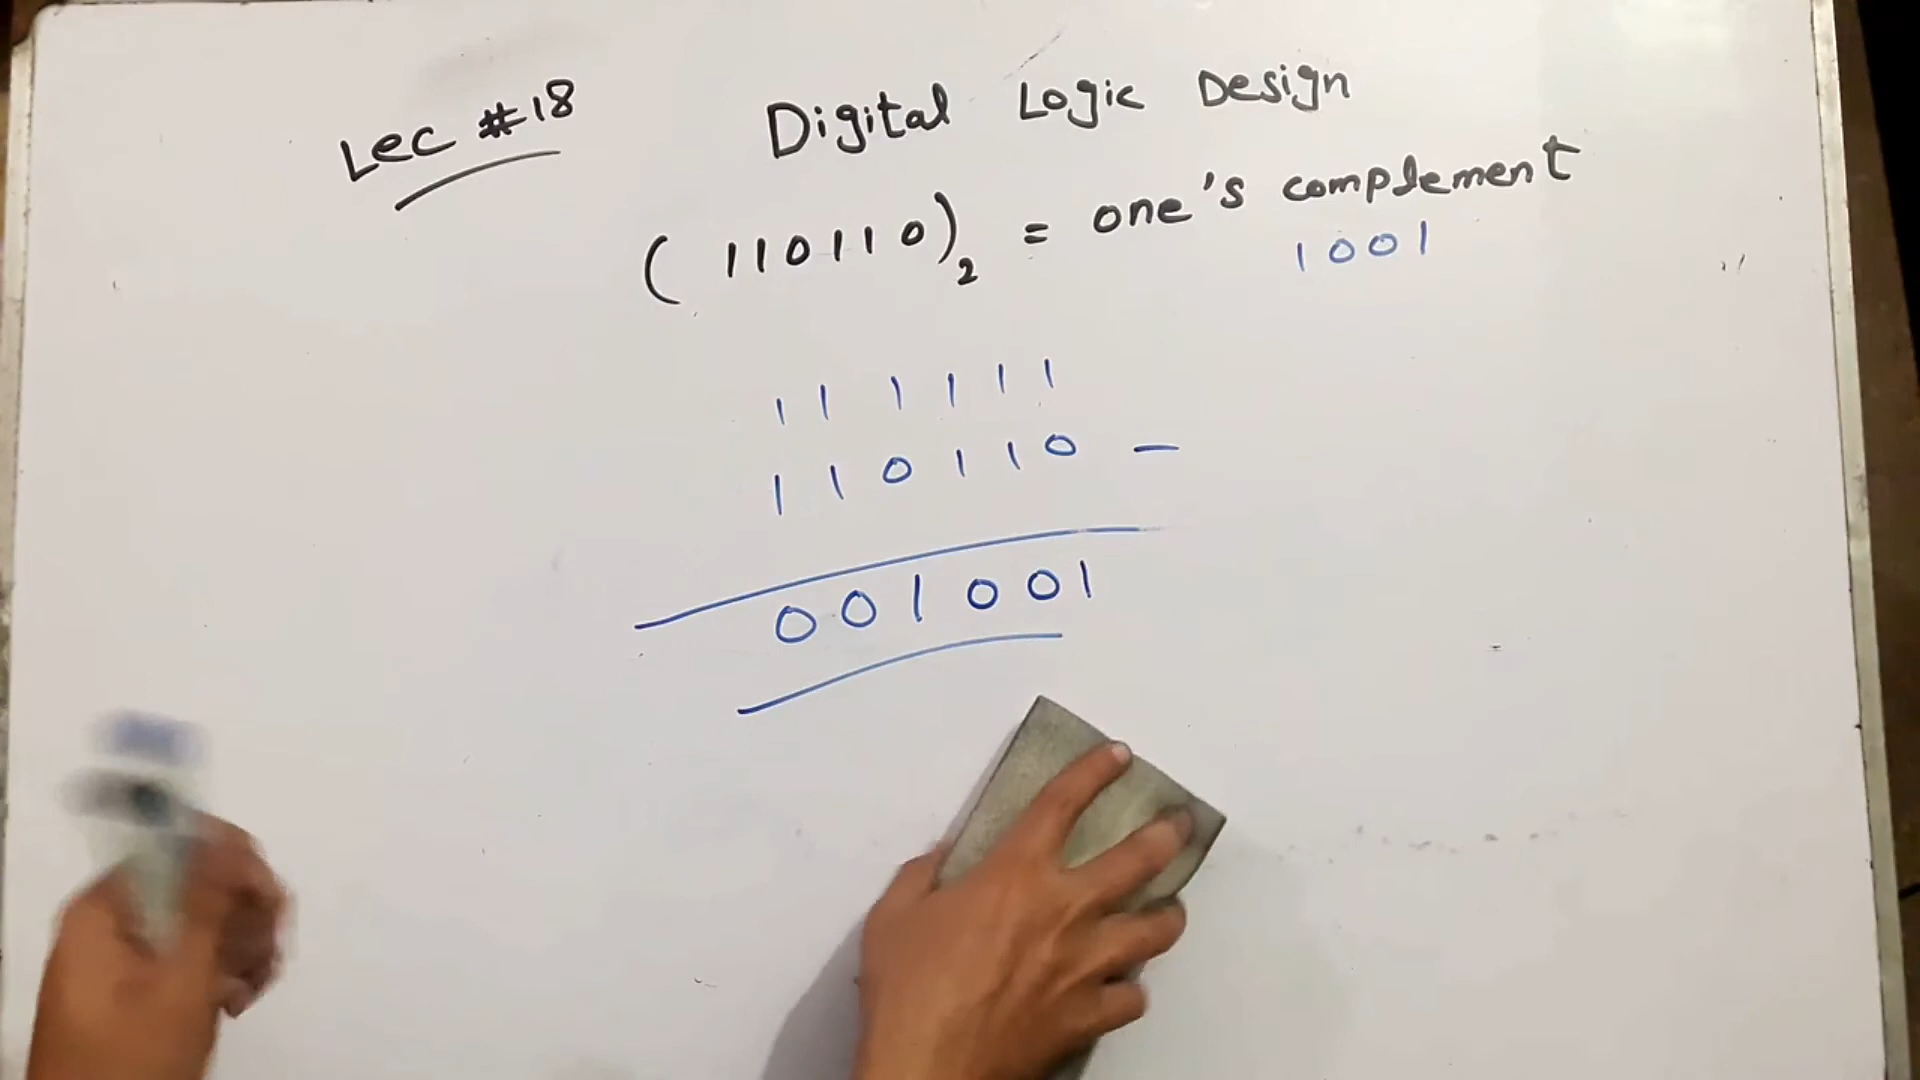 Lec #18
Digital Logic Design
(110110)₂ = one's complement
1001
111111
110110 -
001001